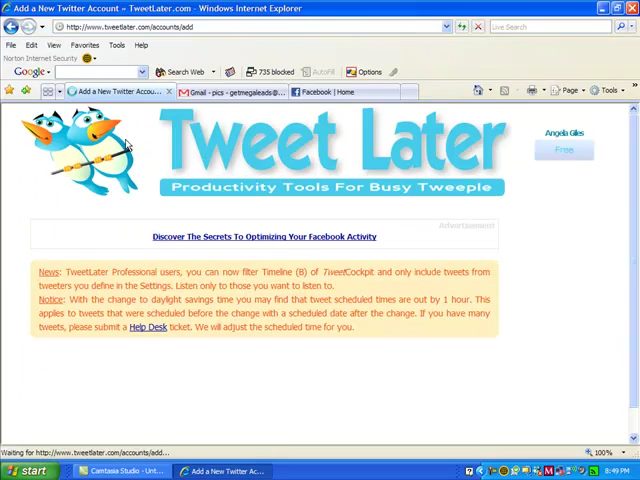 Add a New Twitter Account » TweetLater.com - Windows Internet Explorer
http://www.tweetlater.com/accounts/add
File Edit View Favorites Tools Help
Norton Internet Security
Google Search Web 735 blocked AutoFill Options
Add a New Twitter Accou... Gmail - pics - getmegaleads@... Facebook | Home Page Tools
Tweet Later
Productivity Tools For Busy Tweeple
Angela Giles
Free
Advertisement
Discover The Secrets To Optimizing Your Facebook Activity
News: TweetLater Professional users, you can now filter Timeline (B) of TweetCockpit and only include tweets from
tweeters you define in the Settings. Listen only to those you want to listen to.
Notice: With the change to daylight savings time you may find that tweet scheduled times are out by 1 hour. This
applies to tweets that were scheduled before the change with a scheduled date after the change. If you have many
tweets, please submit a Help Desk ticket. We will adjust the scheduled time for you.
Waiting for http://www.tweetlater.com/accounts/add... 100%
start Camtasia Studio - Unt... Add a New Twitter Ac... 8:49 PM